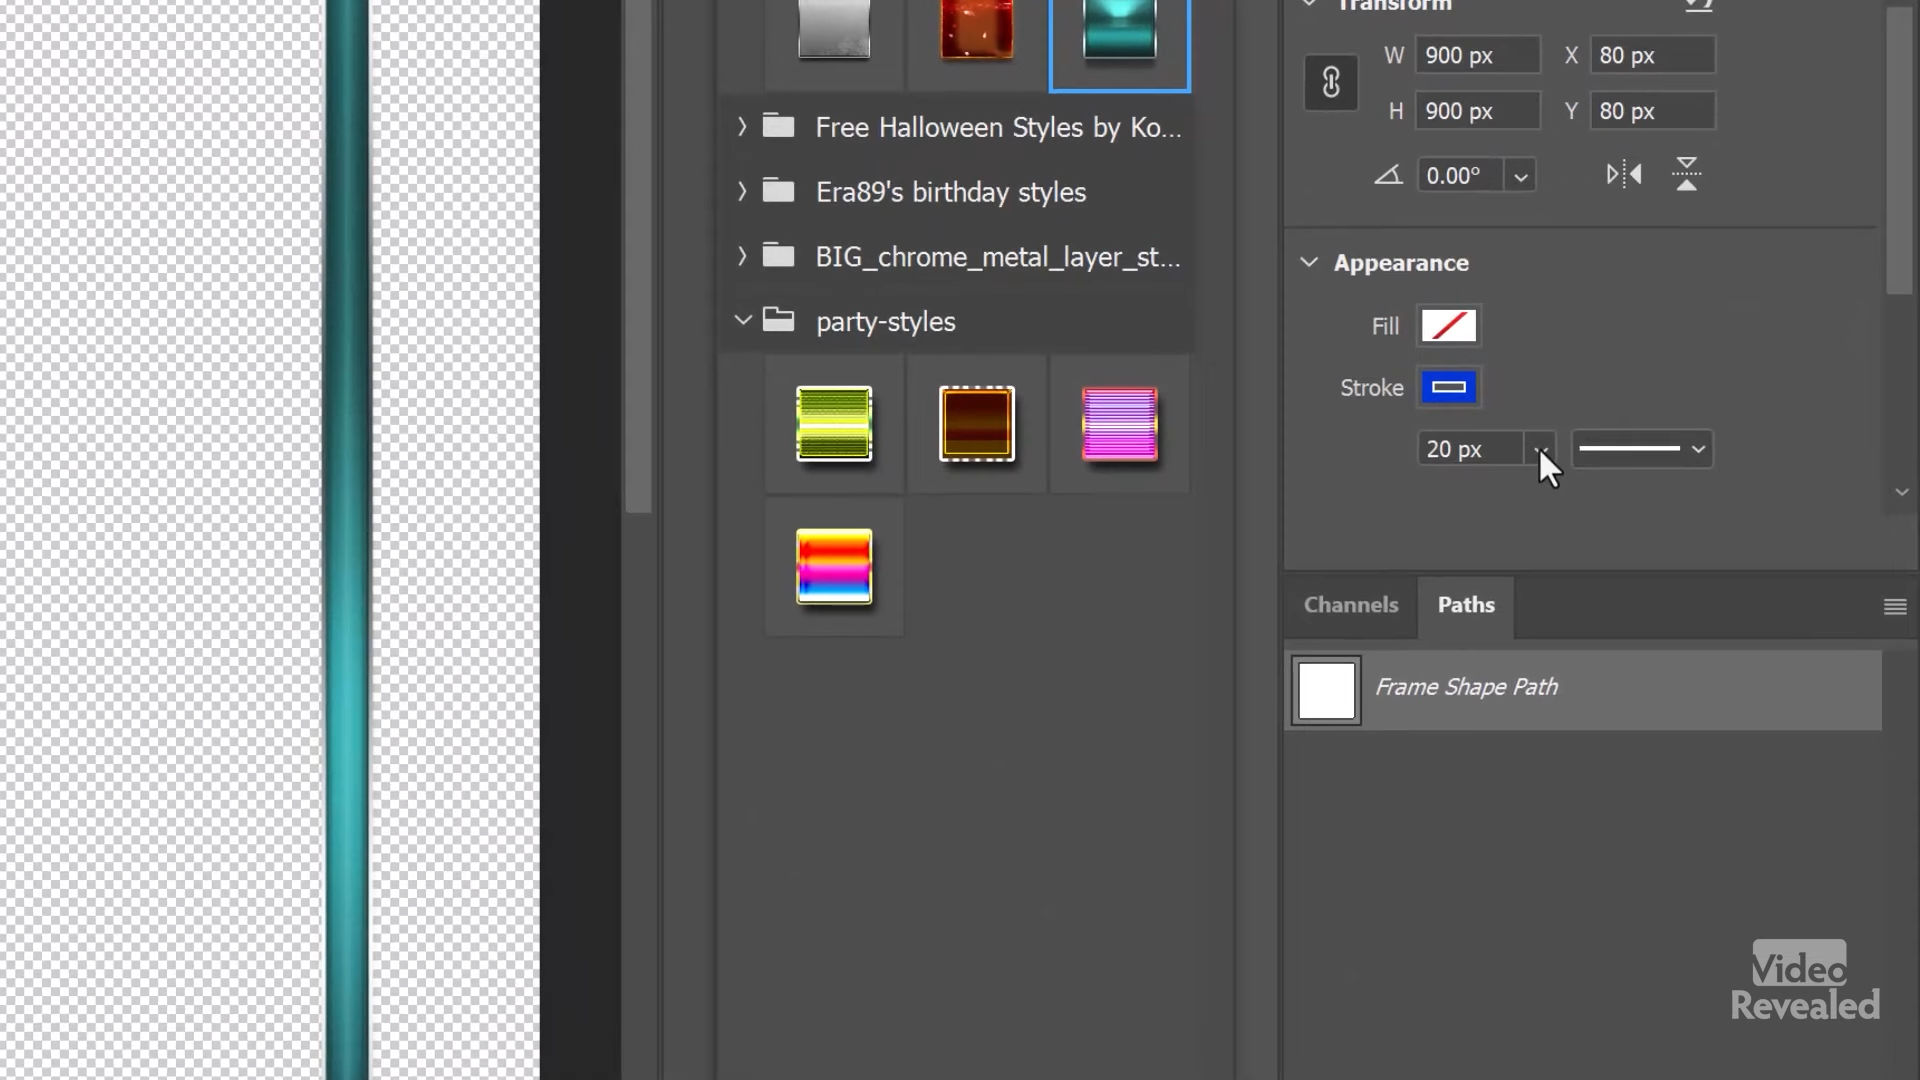 Transform
W 900 px X 80 px
H 900 px Y 80 px
0.00°
Free Halloween Styles by Ko...
Era89's birthday styles
BIG_chrome_metal_layer_st...
party-styles
Appearance
Fill
Stroke
20 px
Channels Paths
Frame Shape Path
Video
Revealed